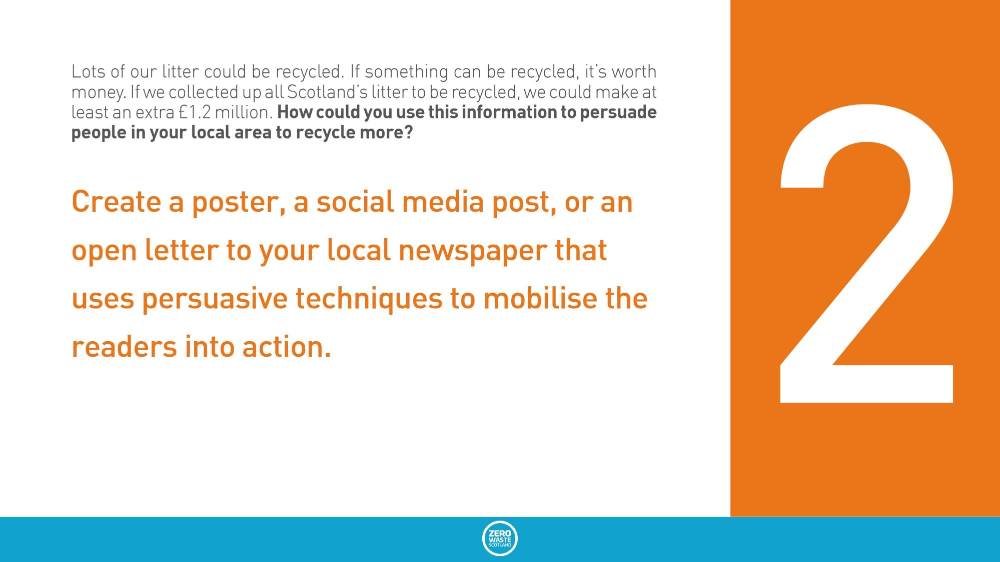 Lots of our litter could be recycled. If something can be recycled, it’s worth
money. If we collected up all Scotland’s litter to be recycled, we could make at
least an extra £1.2 million. How could you use this information to persuade
people in your local area to recycle more?
Create a poster, a social media post, or an
open letter to your local newspaper that
uses persuasive techniques to mobilise the
readers into action.
2
ZERO
WASTE
SCOTLAND